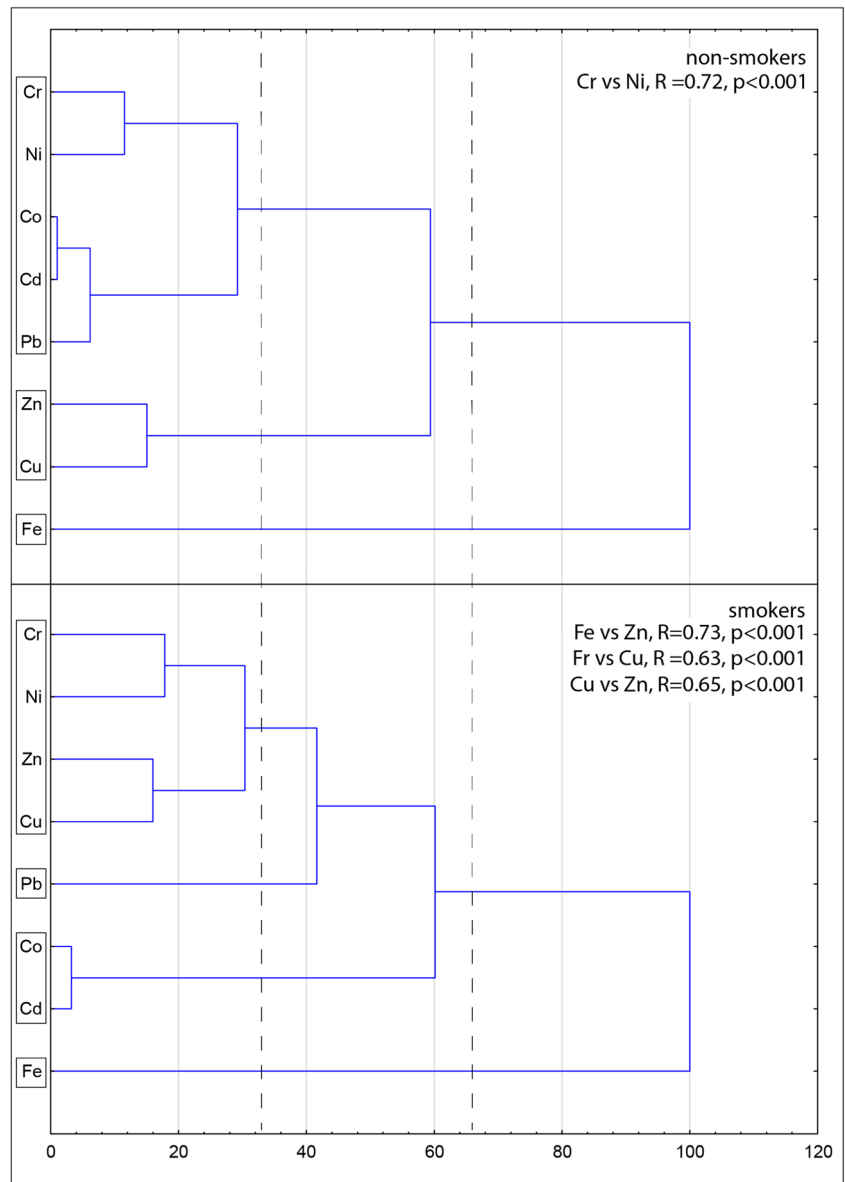 non-smokers
Cr vs Ni, R =0.72, p<0.001
Cr
Ni
Co
Cd
Pb
Zn
Cu
Fe
smokers
Fe vs Zn, R=0.73, p<0.001
Fr vs Cu, R =0.63, p<0.001
Cu vs Zn, R=0.65, p<0.001
Cr
Ni
Zn
Cu
Pb
Co
Cd
Fe
0 20 40 60 80 100 120